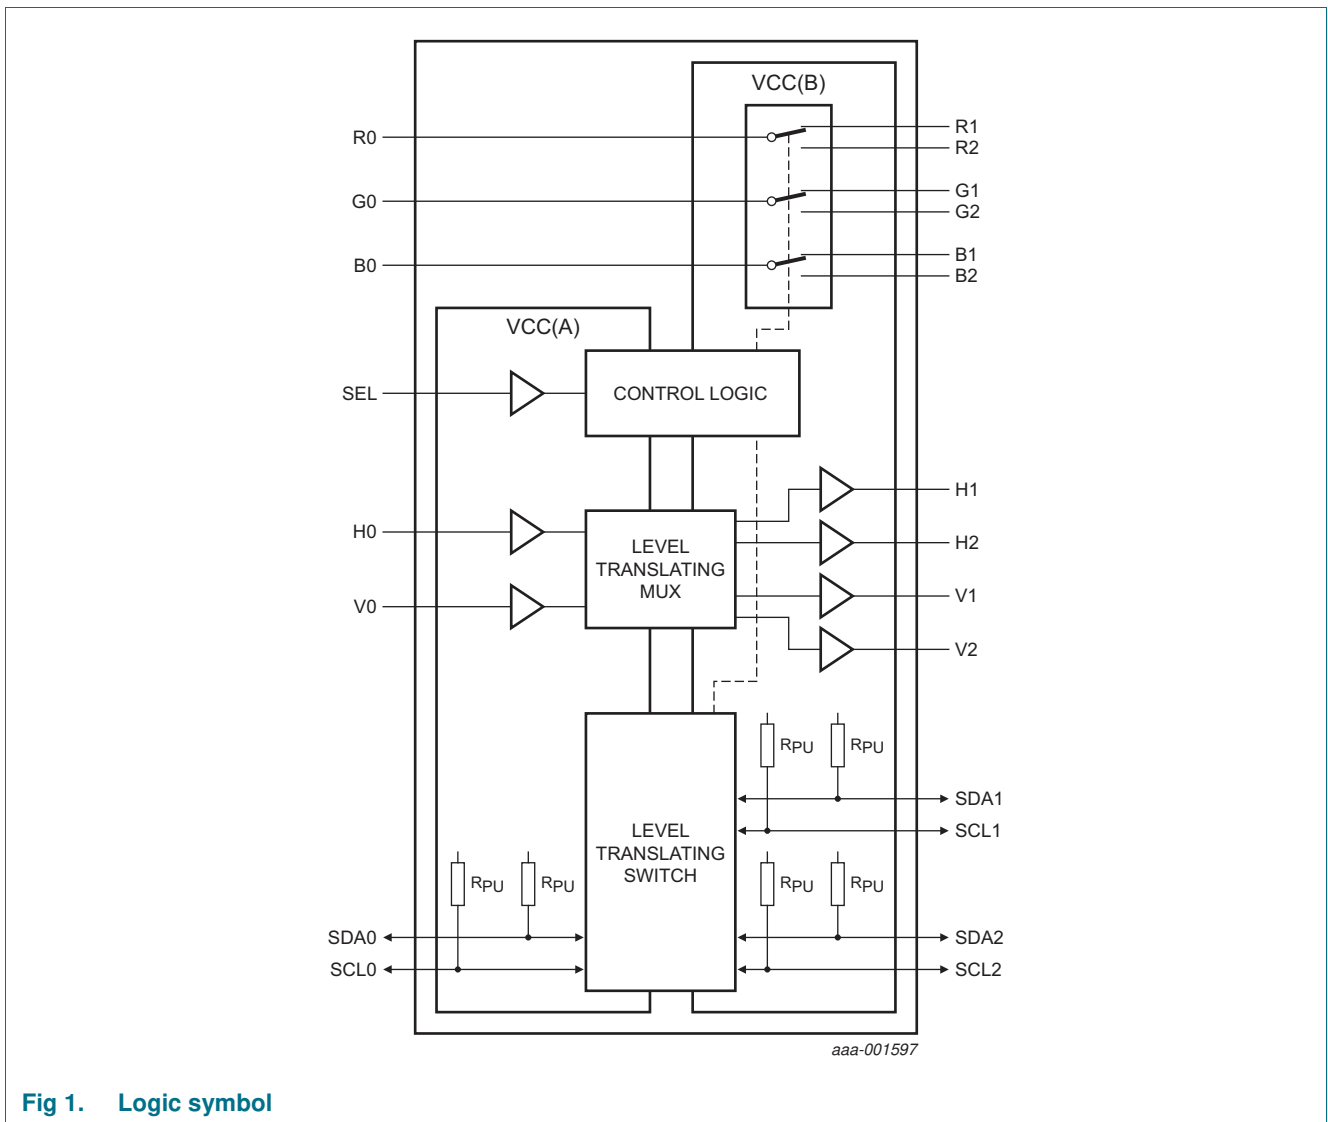 VCC(B)
R0
R1
R2
G0
G1
G2
B0
B1
B2
VCC(A)
SEL
CONTROL LOGIC
H0
V0
LEVEL
TRANSLATING
MUX
H1
H2
V1
V2
RPU
RPU
SDA1
SCL1
LEVEL
TRANSLATING
SWITCH
RPU
RPU
RPU
RPU
SDA0
SCL0
SDA2
SCL2
aaa-001597
Fig 1. Logic symbol